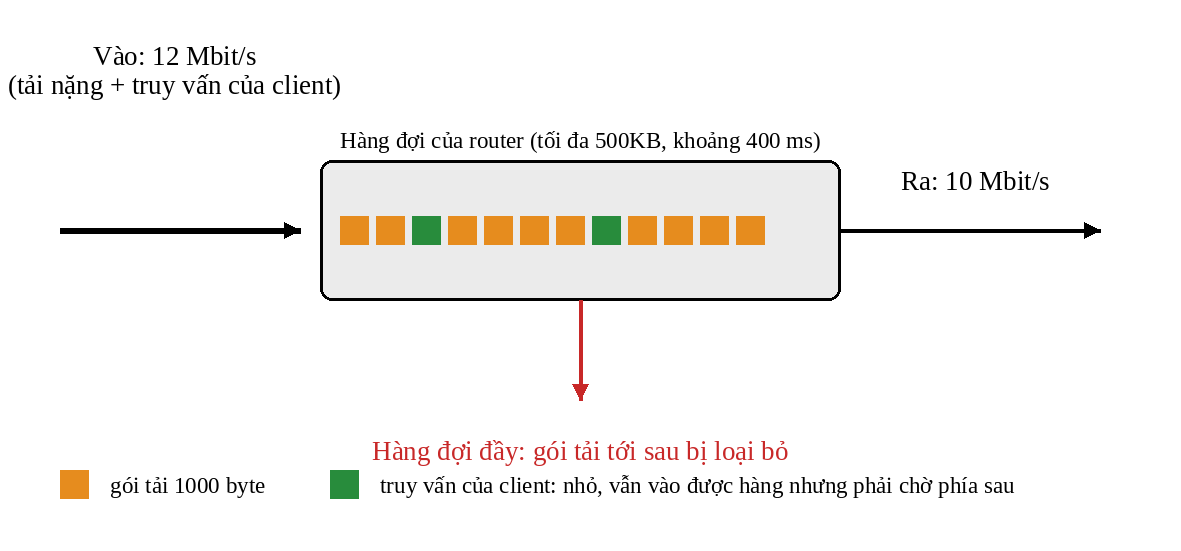 Vào: 12 Mbit/s
(tải nặng + truy vấn của client)
Hàng đợi của router (tối đa 500KB, khoảng 400 ms)
Ra: 10 Mbit/s
Hàng đợi đầy: gói tải tới sau bị loại bỏ
gói tải 1000 byte
truy vấn của client: nhỏ, vẫn vào được hàng nhưng phải chờ phía sau